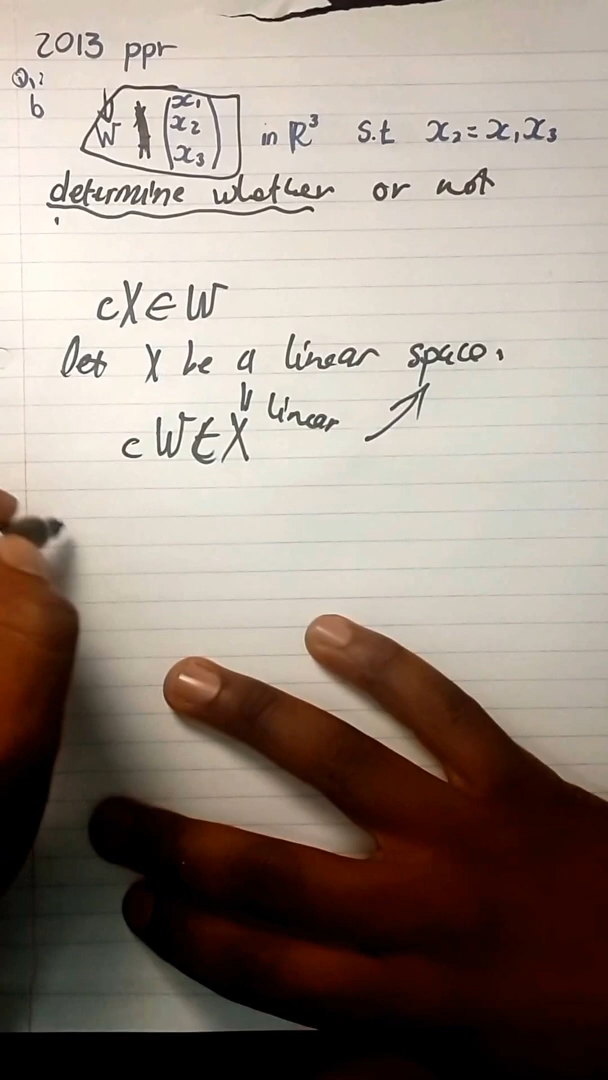 2013 ppr
Q,2
b W (x1 x2 x3) in ℝ³ s.t x2 = x1x3
determine whether or not
cX ∈ W
Let X be a linear space.
linear
cW ∈ X